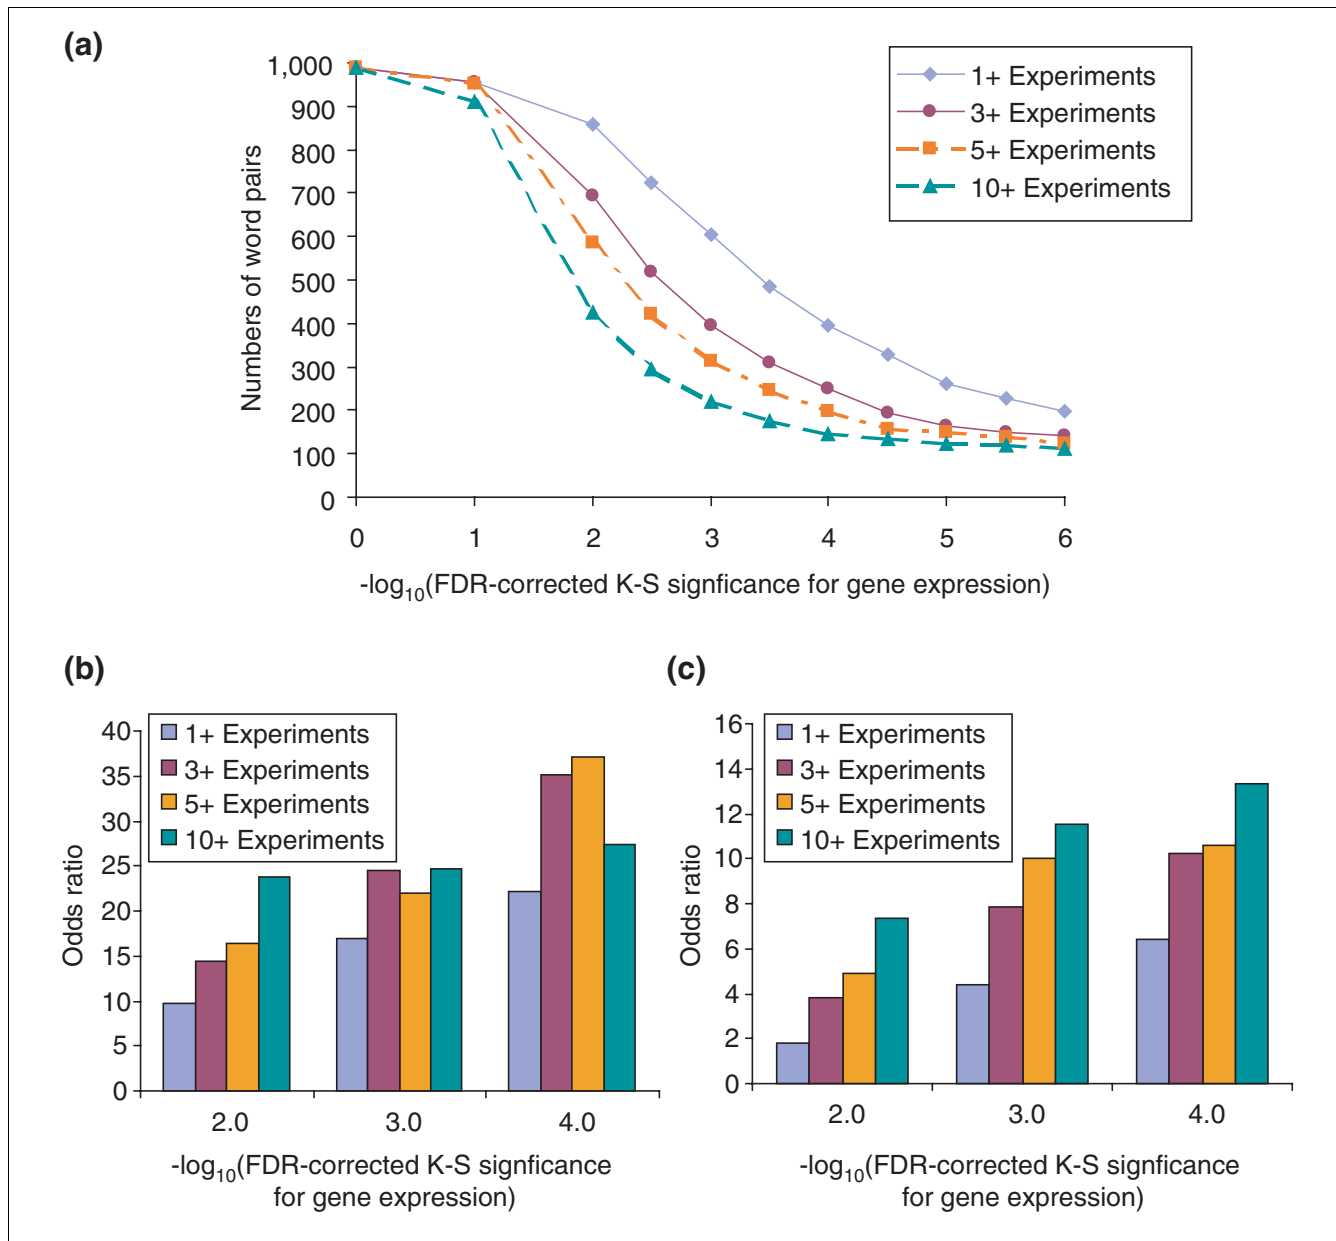 (a)
1,000
900
800
700
600
500
400
300
200
100
0
Numbers of word pairs
0 1 2 3 4 5 6
-log10(FDR-corrected K-S signficance for gene expression)
1+ Experiments
3+ Experiments
5+ Experiments
10+ Experiments
(b)
40
35
30
25
20
15
10
5
0
Odds ratio
1+ Experiments
3+ Experiments
5+ Experiments
10+ Experiments
2.0 3.0 4.0
-log10(FDR-corrected K-S signficance
for gene expression)
(c)
16
14
12
10
8
6
4
2
0
Odds ratio
1+ Experiments
3+ Experiments
5+ Experiments
10+ Experiments
2.0 3.0 4.0
-log10(FDR-corrected K-S signficance
for gene expression)